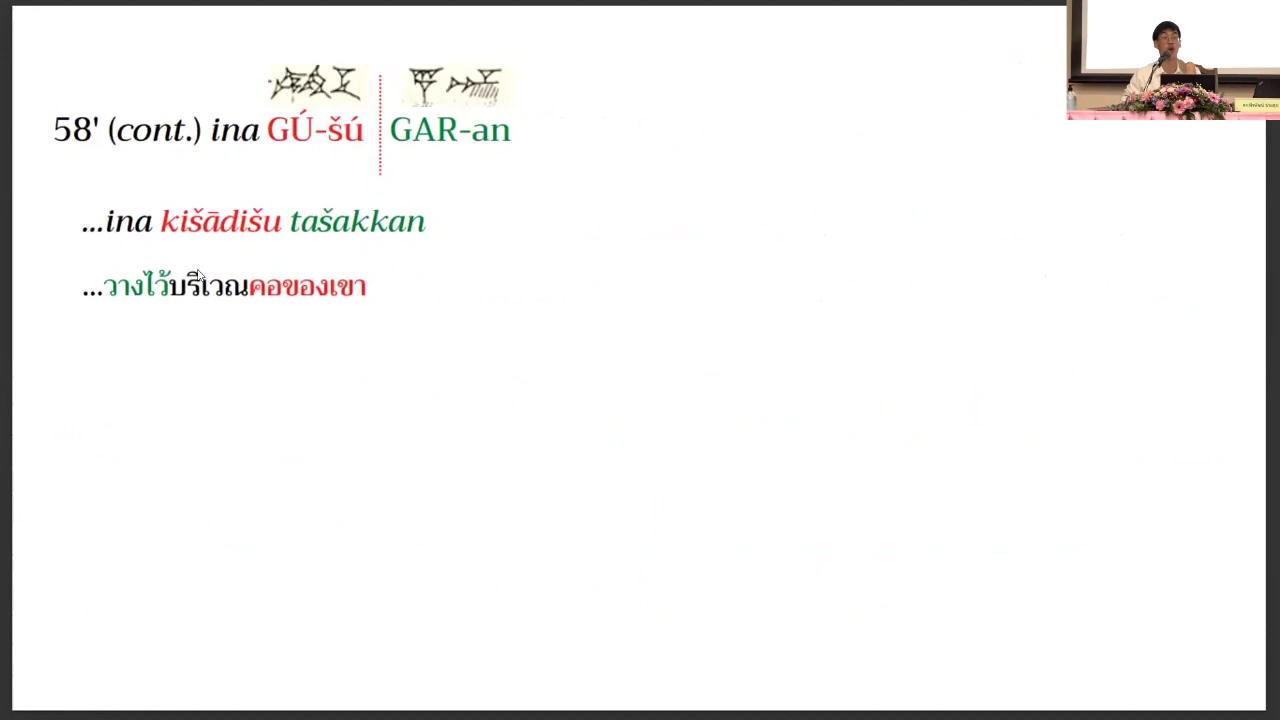 58' (cont.) ina GÚ-šú GAR-an
...ina kišādišu tašakkan
...วางไว้บริเวณคอของเขา